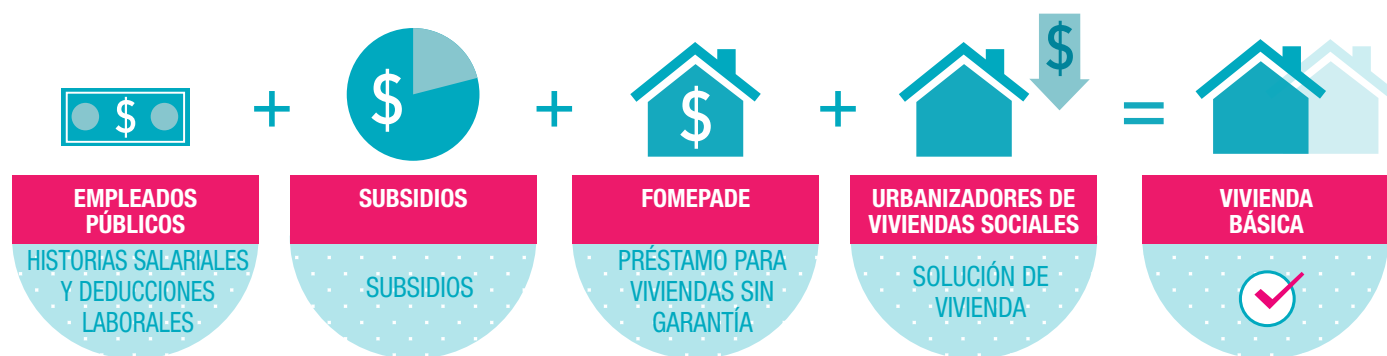 $
+
$
+
$
+
$
=
EMPLEADOS
PÚBLICOS
HISTORIAS SALARIALES
Y DEDUCCIONES
LABORALES
SUBSIDIOS
SUBSIDIOS
FOMEPADE
PRÉSTAMO PARA
VIVIENDAS SIN
GARANTÍA
URBANIZADORES DE
VIVIENDAS SOCIALES
SOLUCIÓN DE
VIVIENDA
VIVIENDA
BÁSICA